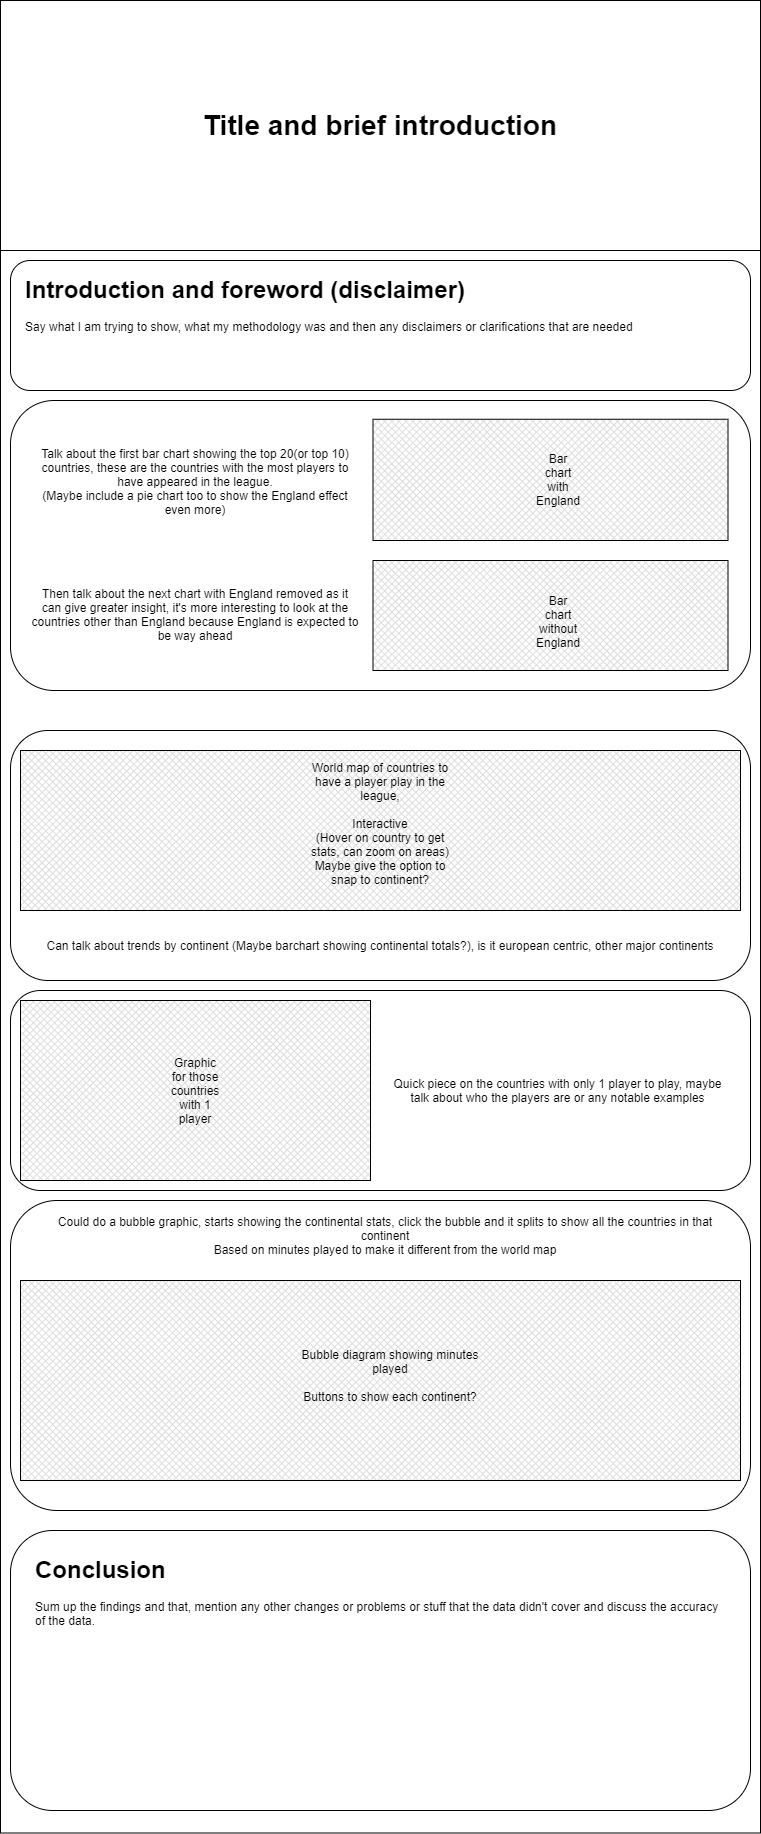 Title and brief introduction
Introduction and foreword (disclaimer)
Say what I am trying to show, what my methodology was and then any disclaimers or clarifications that are needed
Talk about the first bar chart showing the top 20(or top 10)
countries, these are the countries with the most players to
have appeared in the league.
(Maybe include a pie chart too to show the England effect
even more)
Bar
chart
with
England
Then talk about the next chart with England removed as it
can give greater insight, it's more interesting to look at the
countries other than England because England is expected to
be way ahead
Bar
chart
without
England
World map of countries to
have a player play in the
league,
Interactive
(Hover on country to get
stats, can zoom on areas)
Maybe give the option to
snap to continent?
Can talk about trends by continent (Maybe barchart showing continental totals?), is it european centric, other major continents
Graphic
for those
countries
with 1
player
Quick piece on the countries with only 1 player to play, maybe
talk about who the players are or any notable examples
Could do a bubble graphic, starts showing the continental stats, click the bubble and it splits to show all the countries in that
continent
Based on minutes played to make it different from the world map
Bubble diagram showing minutes
played
Buttons to show each continent?
Conclusion
Sum up the findings and that, mention any other changes or problems or stuff that the data didn't cover and discuss the accuracy
of the data.